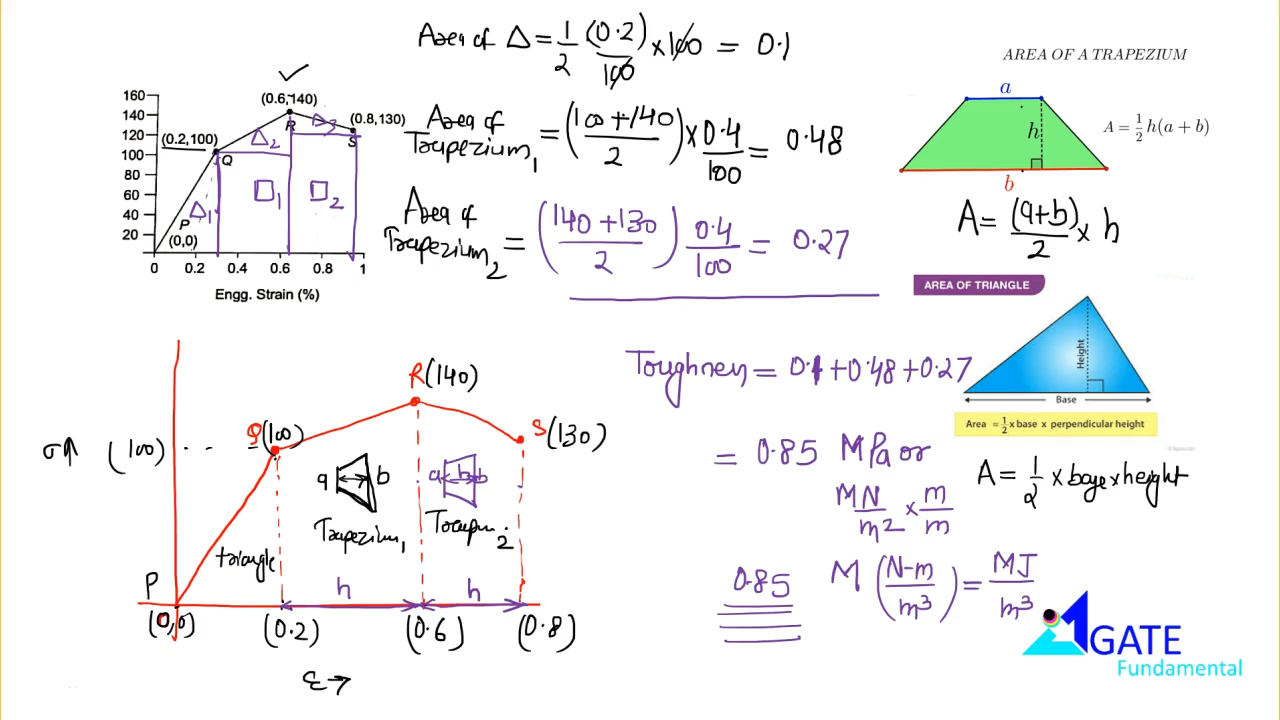 Area of Δ = 1/2 (0.2)/100 × 100 = 0.1
AREA OF A TRAPEZIUM
a
h
b
A = 1/2 h(a + b)
A = (a+b)/2 × h
160
140
120
100
80
60
40
20
0 0.2 0.4 0.6 0.8 1
Engg. Strain (%)
(0.6,140)
(0.8,130)
(0.2,100)
(0,0)
P
Q
R
S
Δ1
Δ2
Δ3
□1
□2
Area of
Trapezium1 = (100+140)/2 × 0.4/100 = 0.48
Area of
Trapezium2 = (140+130)/2 0.4/100 = 0.27
AREA OF TRIANGLE
Height
Base
Area = 1/2 x base x perpendicular height
A = 1/2 × base × height
Toughness = 0.1 + 0.48 + 0.27
= 0.85 MPa or
MN/m2 × m/m
0.85 M (N-m/m3) = MJ/m3
σ↑ (100)
Q(100)
R(140)
S(130)
a b
a h b
Trapezium1
Trapezm2
triangle
h
h
P
(0,0) (0.2) (0.6) (0.8)
ε→
GATE
Fundamental